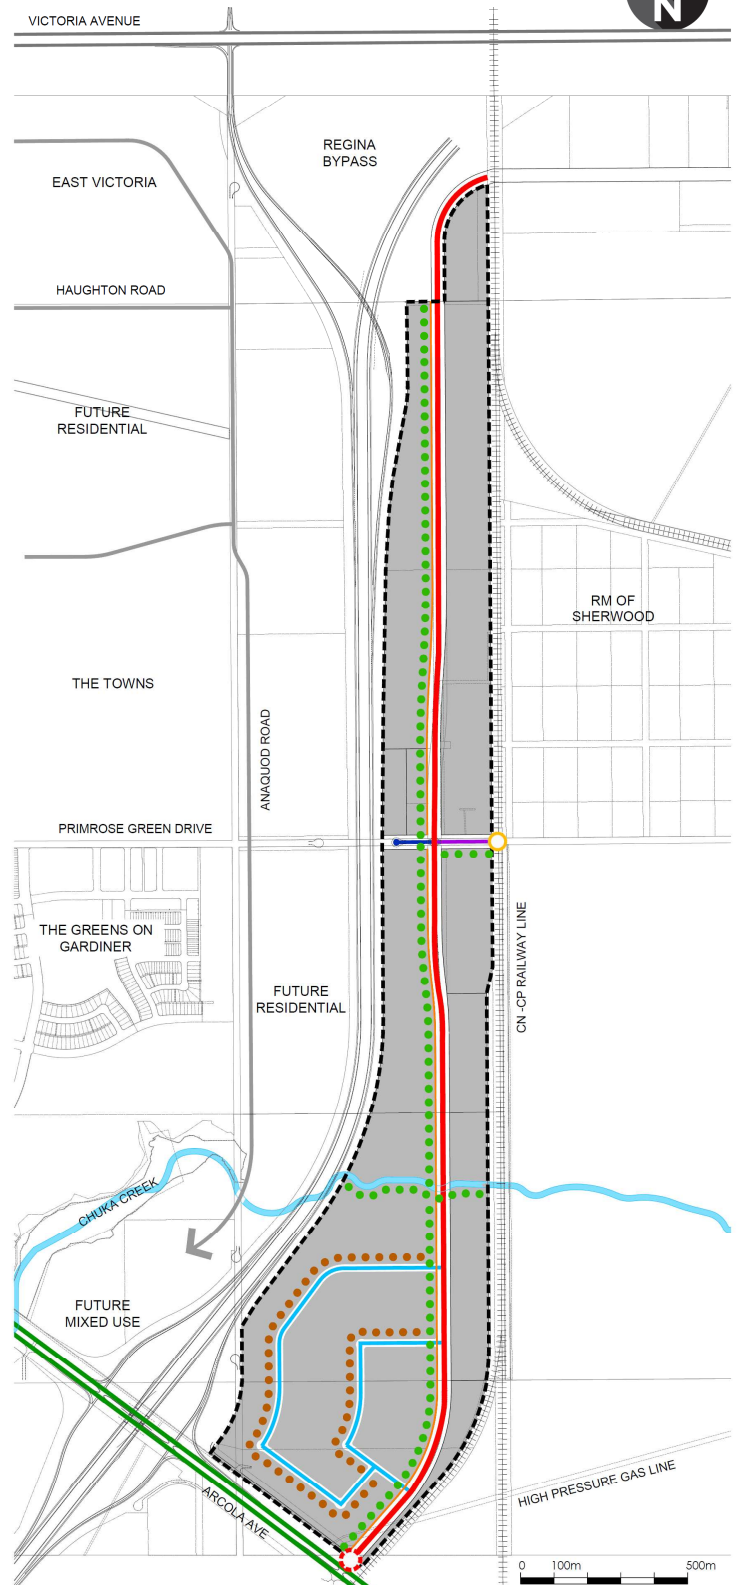 N
VICTORIA AVENUE
REGINA
BYPASS
EAST VICTORIA
HAUGHTON ROAD
FUTURE
RESIDENTIAL
RM OF
SHERWOOD
THE TOWNS
ANAQUOD ROAD
PRIMROSE GREEN DRIVE
THE GREENS ON
GARDINER
CN -CP RAILWAY LINE
FUTURE
RESIDENTIAL
CHUKA CREEK
FUTURE
MIXED USE
HIGH PRESSURE GAS LINE
ARCOLA AVE
0 100m 500m